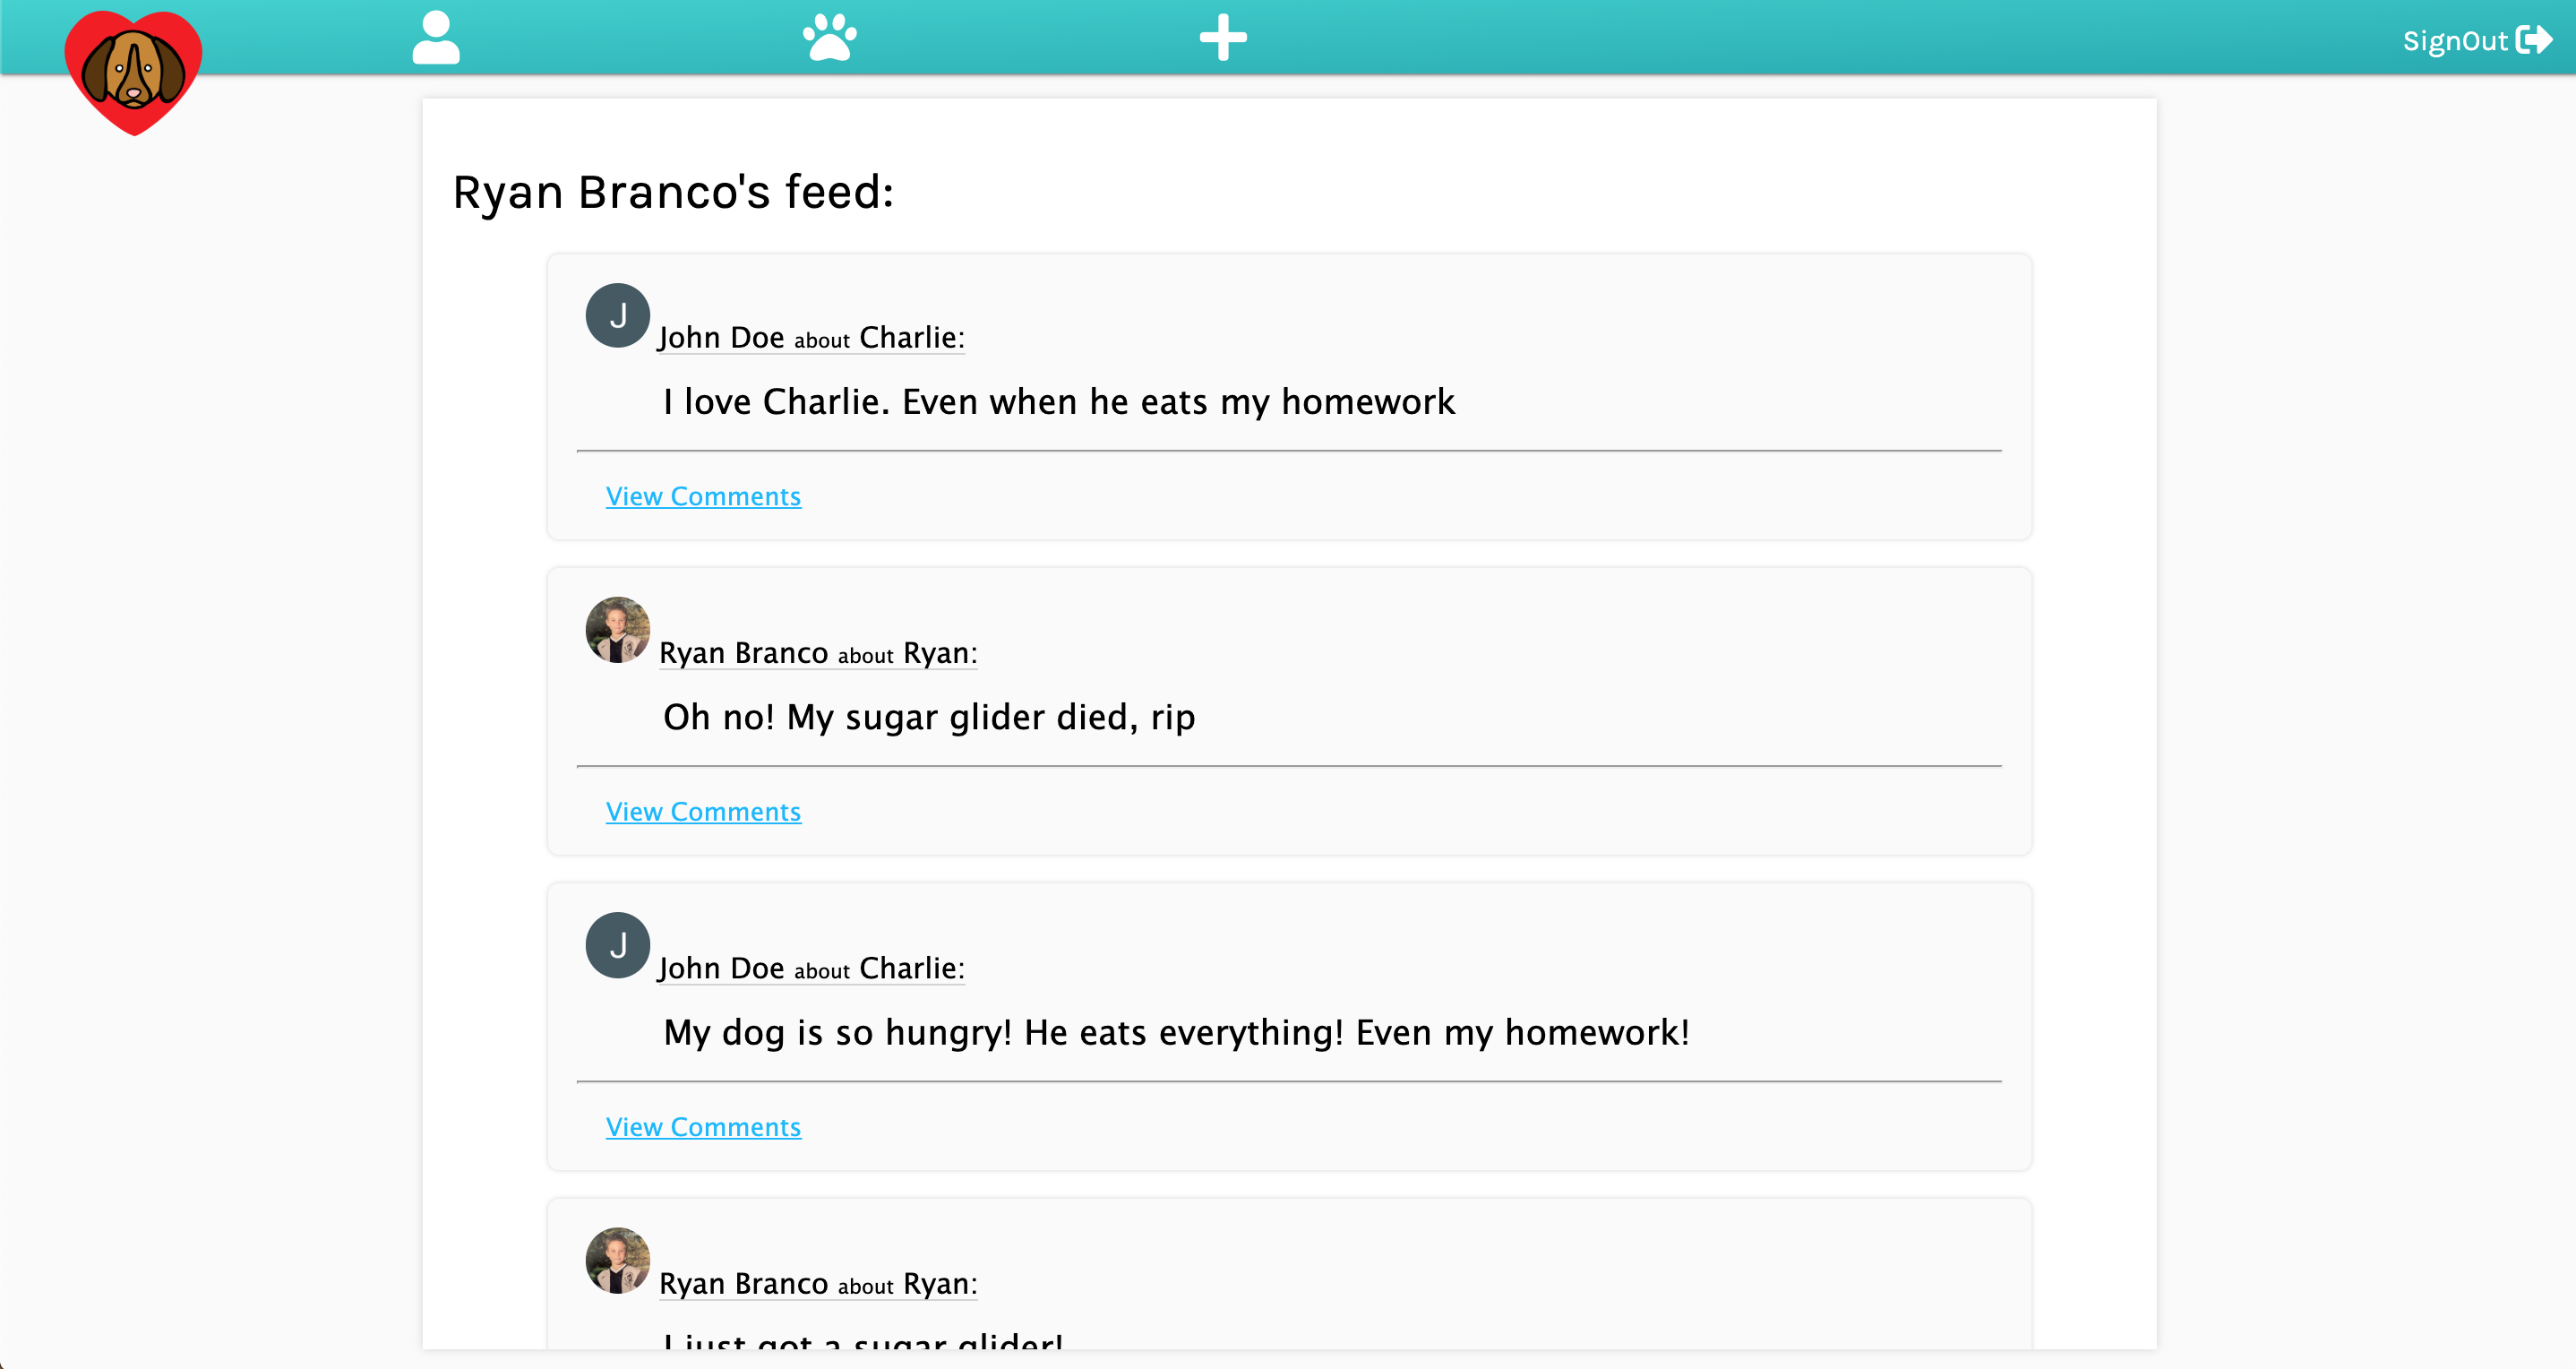 SignOut
Ryan Branco's feed:
J
John Doe about Charlie:
I love Charlie. Even when he eats my homework
View Comments
Ryan Branco about Ryan:
Oh no! My sugar glider died, rip
View Comments
J
John Doe about Charlie:
My dog is so hungry! He eats everything! Even my homework!
View Comments
Ryan Branco about Ryan:
I just got a sugar glider!